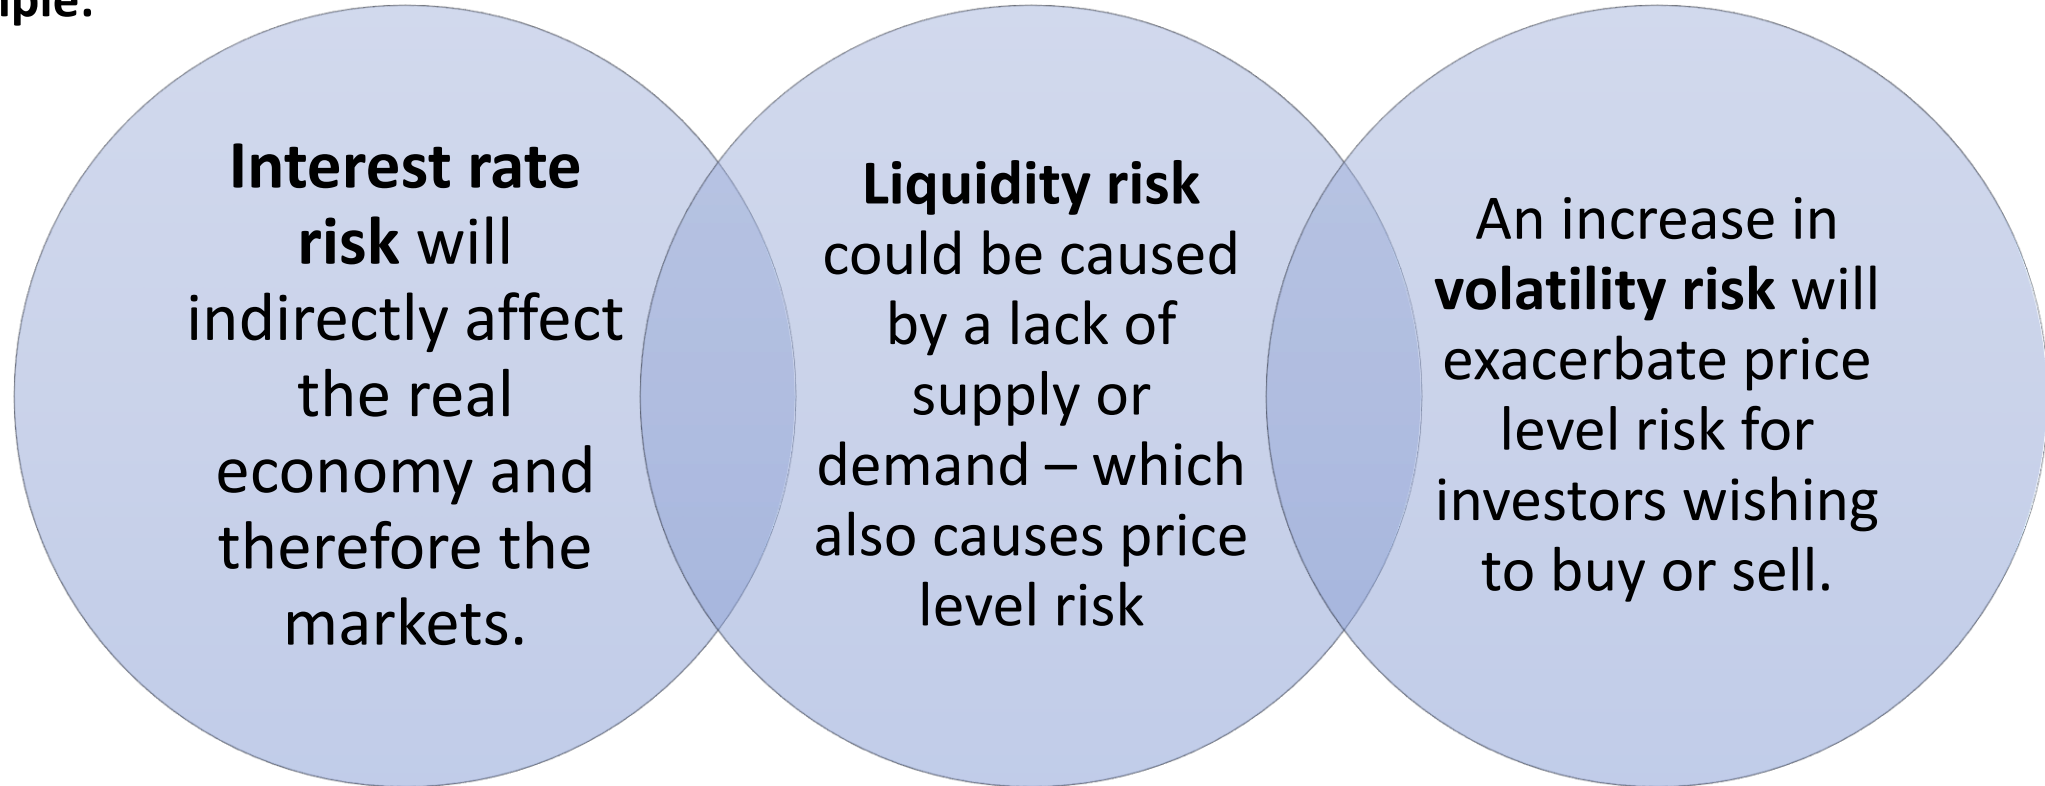 Interest rate
risk will
indirectly affect
the real
economy and
therefore the
markets.
Liquidity risk
could be caused
by a lack of
supply or
demand – which
also causes price
level risk
An increase in
volatility risk will
exacerbate price
level risk for
investors wishing
to buy or sell.